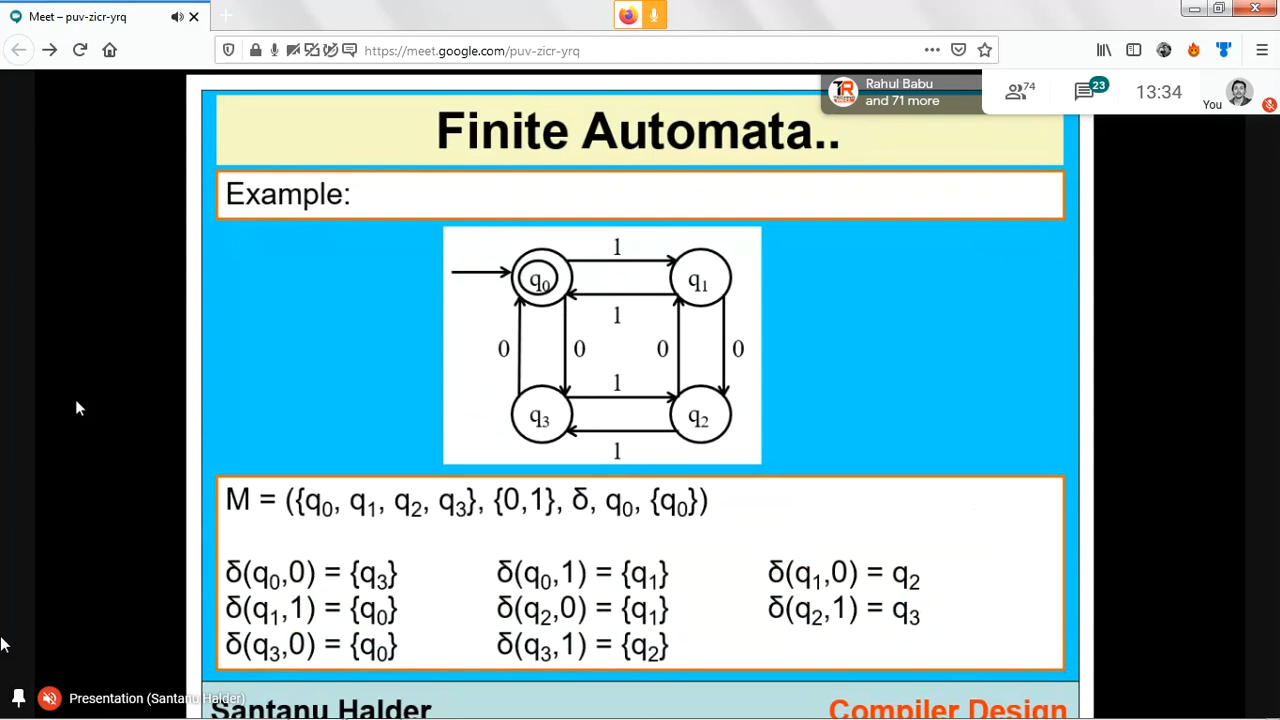 Meet – puv-zicr-yrq
https://meet.google.com/puv-zicr-yrq
Rahul Babu
and 71 more
74
23
13:34
You
Finite Automata..
Example:
1
q₀
q₁
1
0
0
0
0
1
q₃
q₂
1
M = ({q₀, q₁, q₂, q₃}, {0,1}, δ, q₀, {q₀})
δ(q₀,0) = {q₃} δ(q₀,1) = {q₁} δ(q₁,0) = q₂
δ(q₁,1) = {q₀} δ(q₂,0) = {q₁} δ(q₂,1) = q₃
δ(q₃,0) = {q₀} δ(q₃,1) = {q₂}
Presentation (Santanu Halder)
Santanu Halder Compiler Design